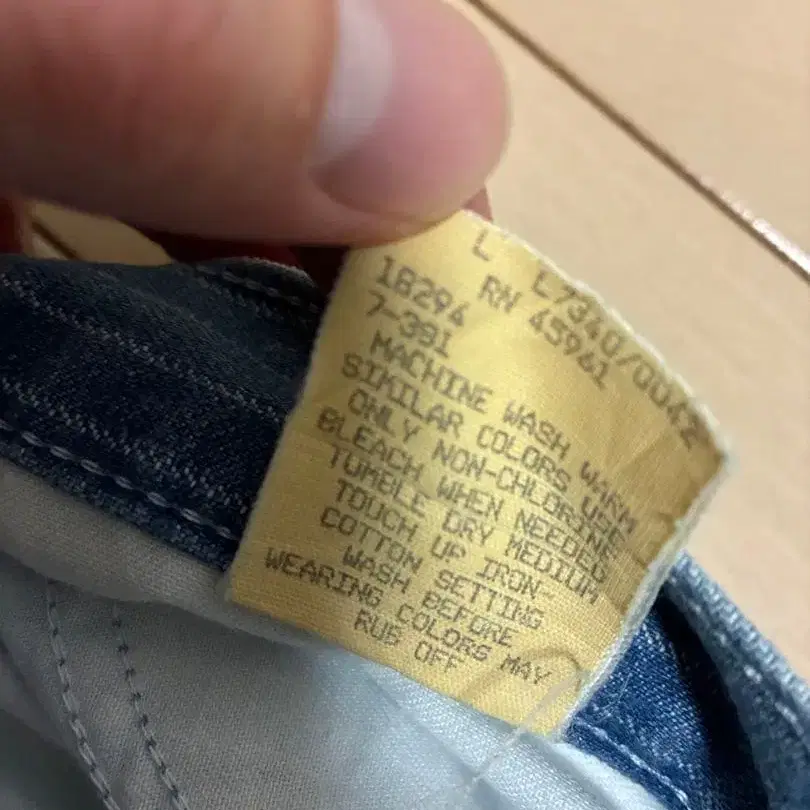 L L7340/0042
18294 RN 45961
7-381
MACHINE WASH WARM
SIMILAR COLORS USE
ONLY NON-CHLORINE
BLEACH WHEN NEEDED
TUMBLE DRY MEDIUM
TOUCH UP IRON-
COTTON SETTING
WASH BEFORE
WEARING COLORS MAY
RUB OFF